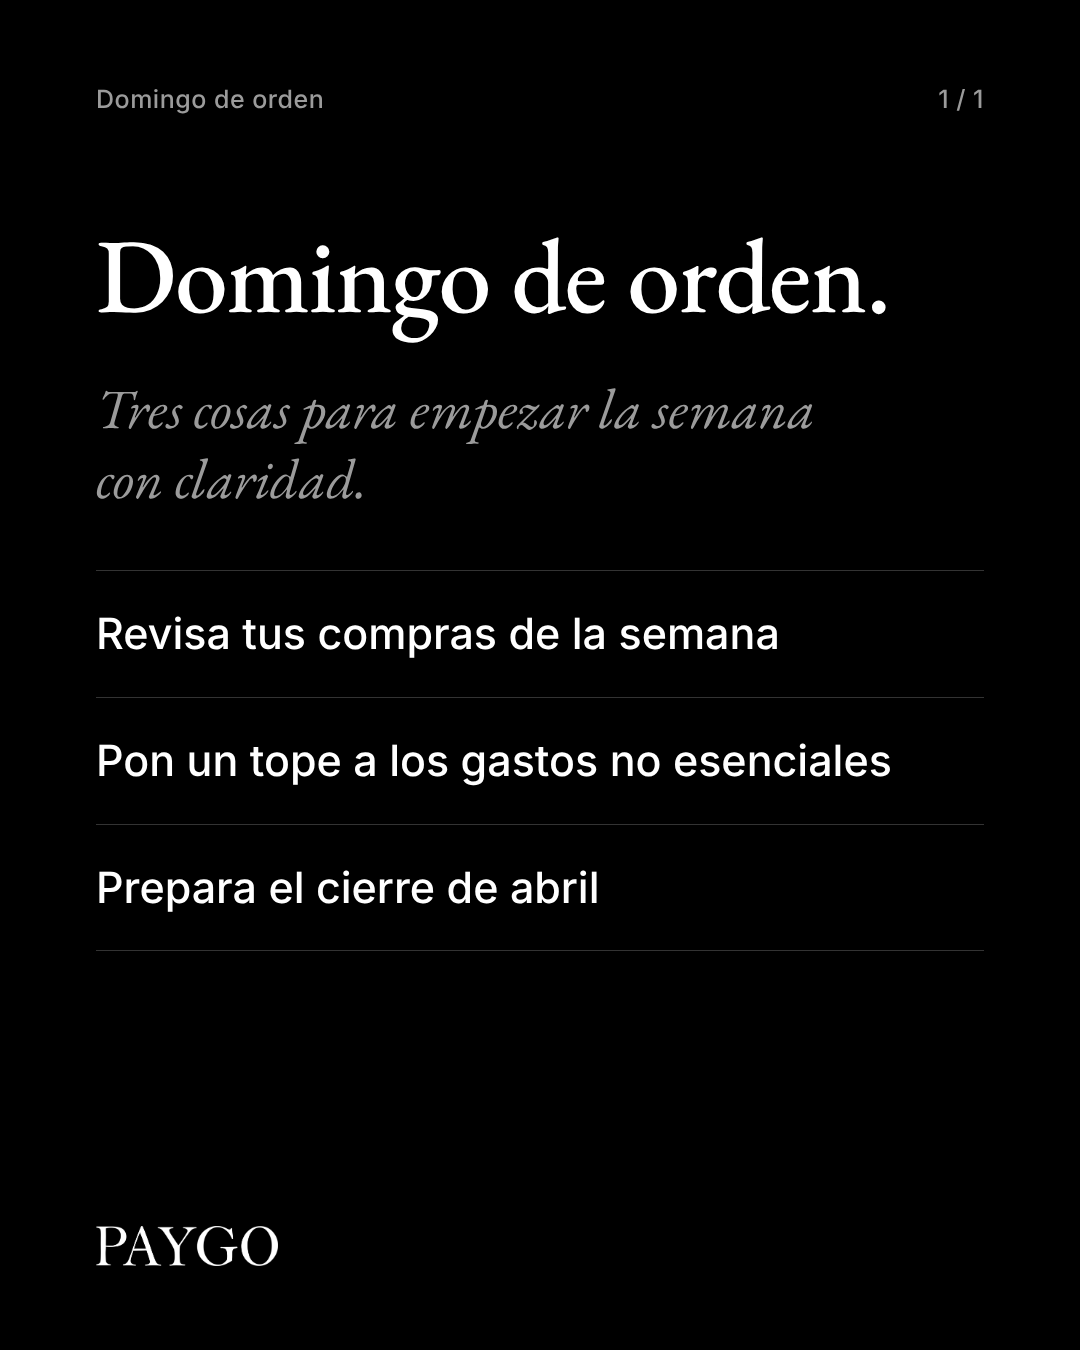 Domingo de orden
1 / 1
Domingo de orden.
Tres cosas para empezar la semana
con claridad.
Revisa tus compras de la semana
Pon un tope a los gastos no esenciales
Prepara el cierre de abril
PAYGO